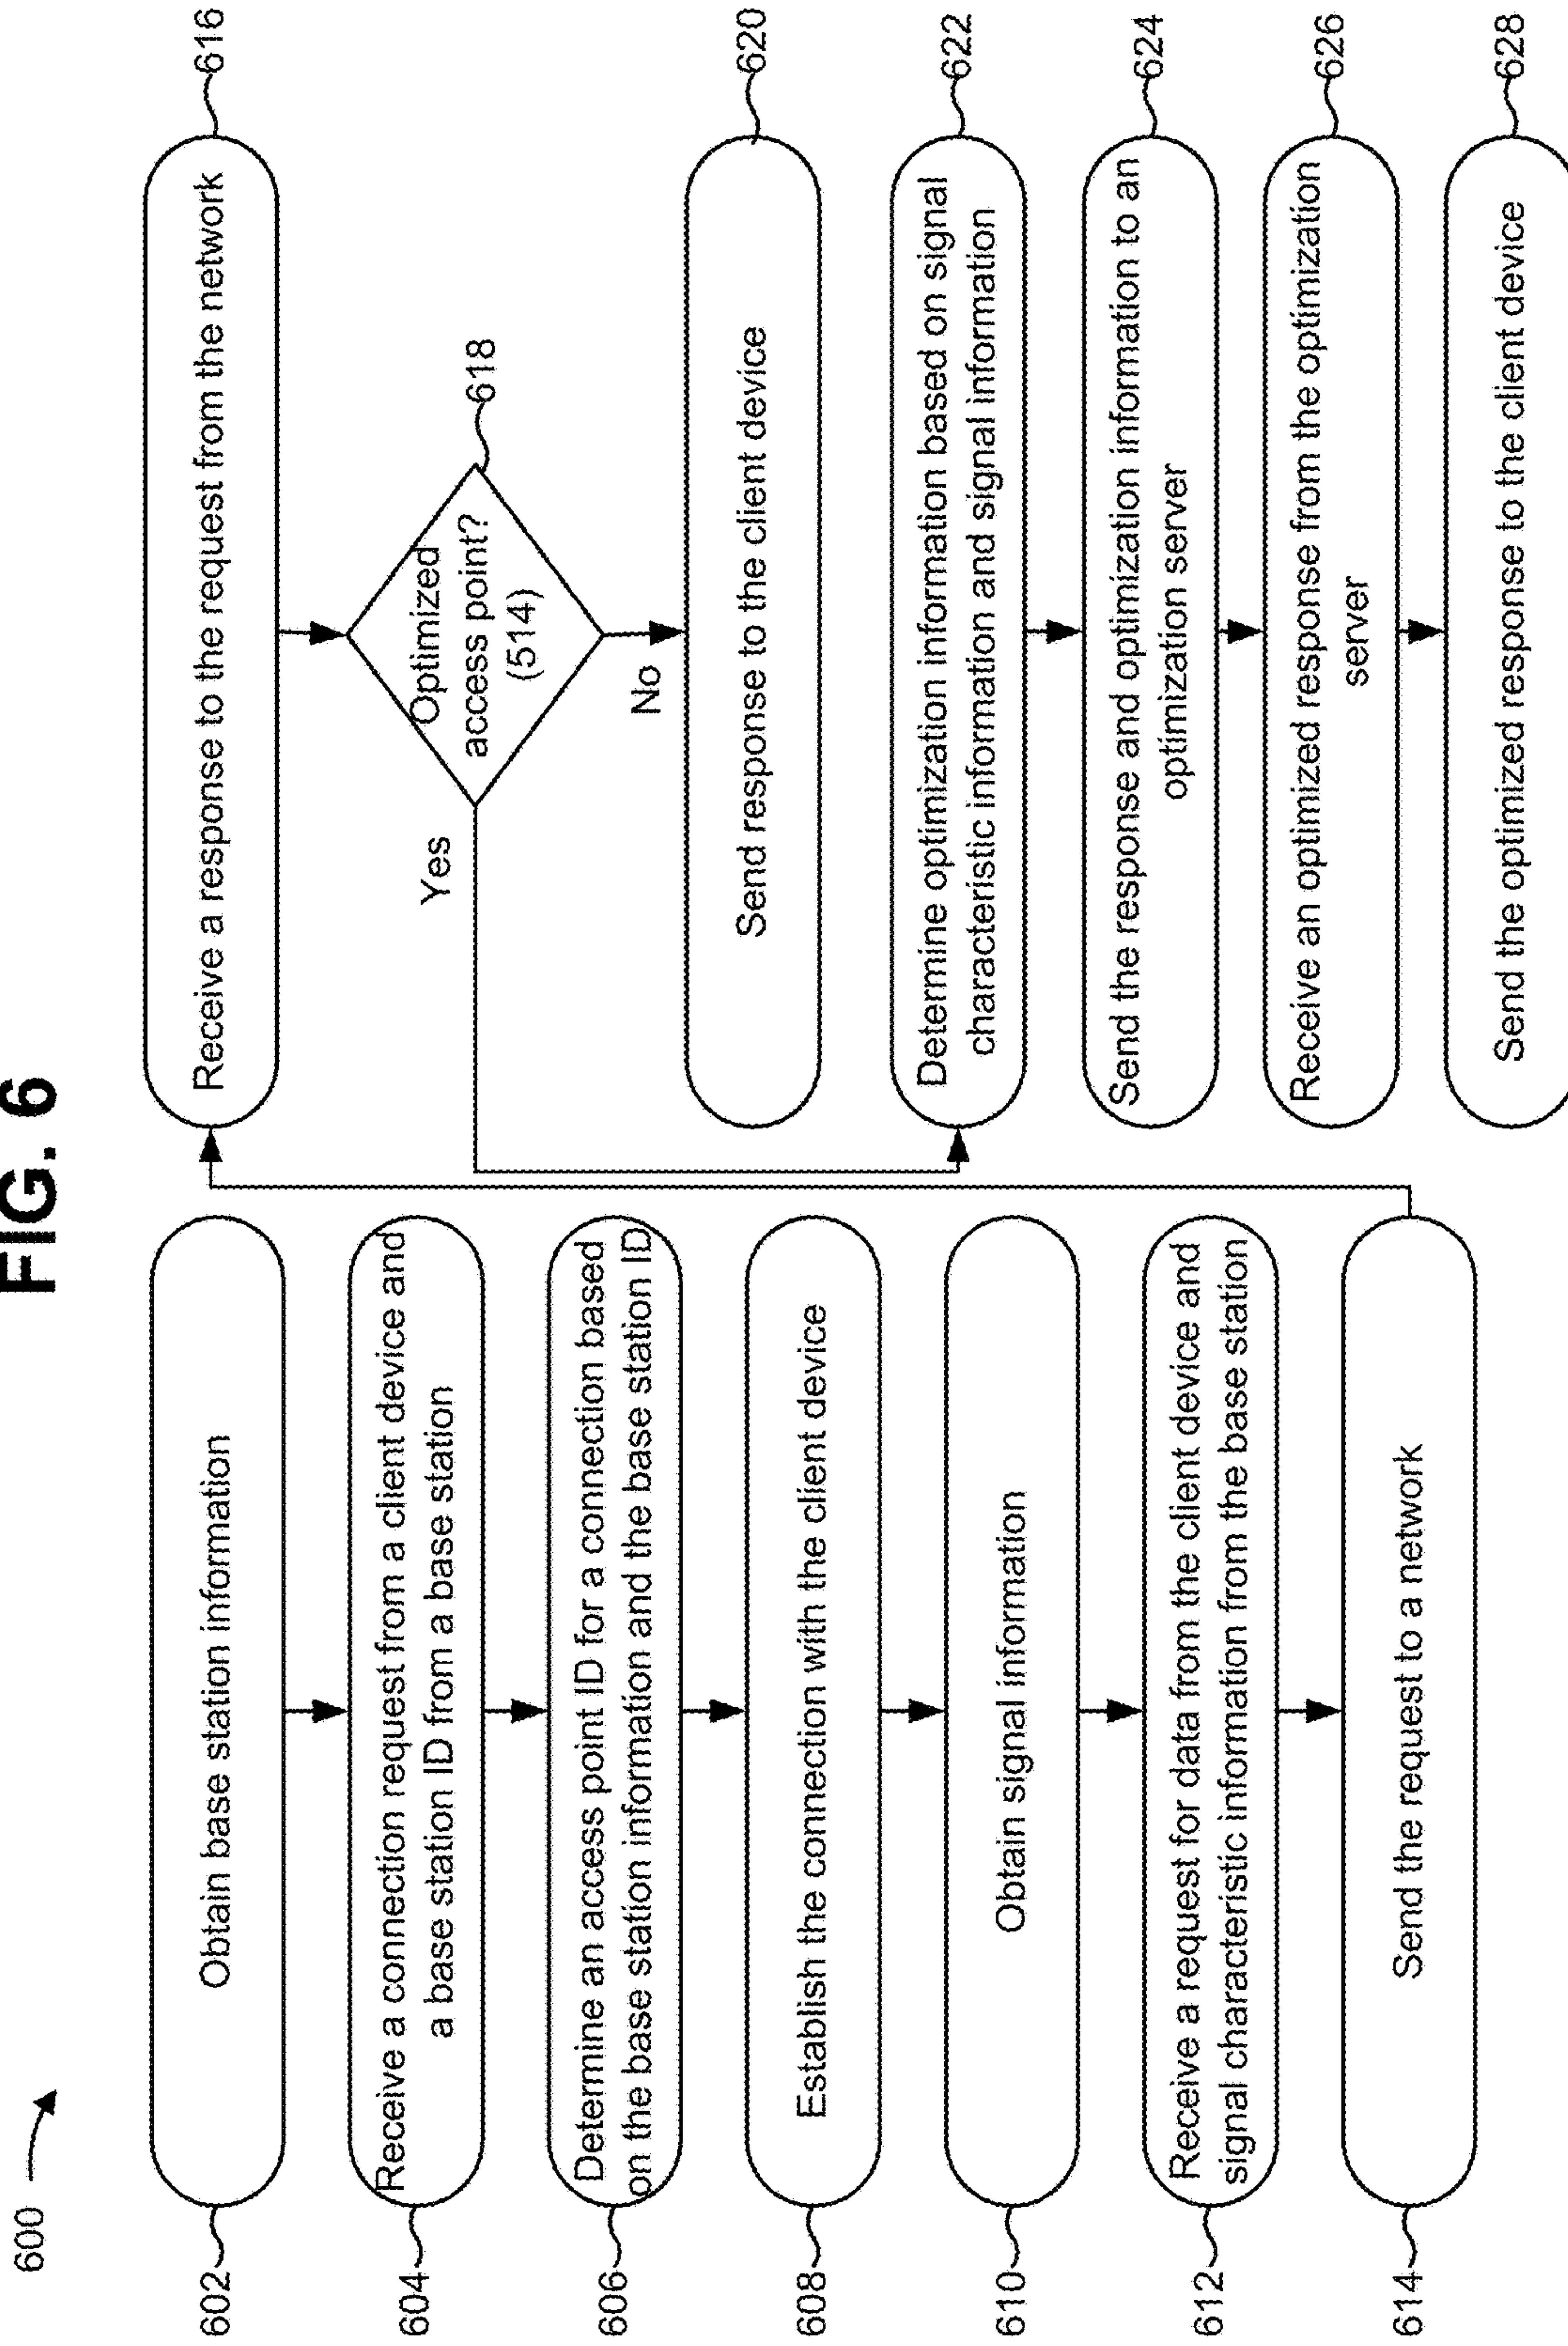 FIG. 6
600
602
Obtain base station information
604
Receive a connection request from a client device and
a base station ID from a base station
606
Determine an access point ID for a connection based
on the base station information and the base station ID
608
Establish the connection with the client device
610
Obtain signal information
612
Receive a request for data from the client device and
signal characteristic information from the base station
614
Send the request to a network
616
Receive a response to the request from the network
618
Optimized
access point?
(514)
Yes
No
620
Send response to the client device
622
Determine optimization information based on signal
characteristic information and signal information
624
Send the response and optimization information to an
optimization server
626
Receive an optimized response from the optimization
server
628
Send the optimized response to the client device